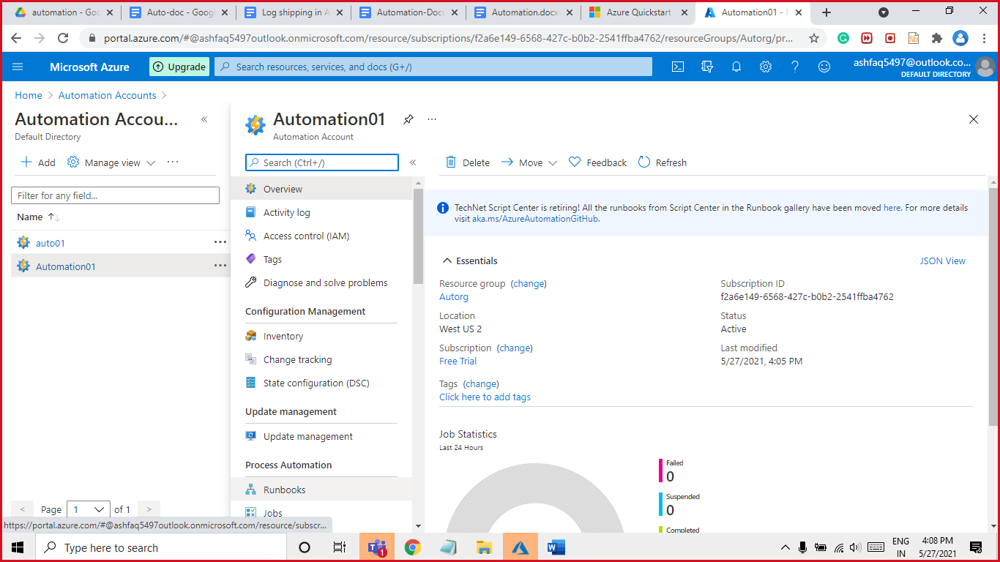 automation - Goo
Auto-doc - Goog
Log shipping in A
Automation-Docu
Automation.docx
Azure Quickstart
Automation01 - M
portal.azure.com/#@ashfaq5497outlook.onmicrosoft.com/resource/subscriptions/f2a6e149-6568-427c-b0b2-2541ffba4762/resourceGroups/Autorg/pr...
Microsoft Azure
Upgrade
Search resources, services, and docs (G+/)
ashfaq5497@outlook.co...
DEFAULT DIRECTORY
Home > Automation Accounts >
Automation Accou...
Default Directory
Add
Manage view
Filter for any field...
Name
auto01
Automation01
< Page 1 of 1 >
https://portal.azure.com/#@ashfaq5497outlook.onmicrosoft.com/resource/subscr...
Automation01
Automation Account
Search (Ctrl+/)
Overview
Activity log
Access control (IAM)
Tags
Diagnose and solve problems
Configuration Management
Inventory
Change tracking
State configuration (DSC)
Update management
Update management
Process Automation
Runbooks
Jobs
Delete
Move
Feedback
Refresh
TechNet Script Center is retiring! All the runbooks from Script Center in the Runbook gallery have been moved here. For more details
visit aka.ms/AzureAutomationGitHub.
Essentials
JSON View
Resource group (change)
Autorg
Location
West US 2
Subscription (change)
Free Trial
Tags (change)
Click here to add tags
Subscription ID
f2a6e149-6568-427c-b0b2-2541ffba4762
Status
Active
Last modified
5/27/2021, 4:05 PM
Job Statistics
Last 24 Hours
Failed
0
Suspended
0
Completed
Type here to search
1
ENG
IN
4:08 PM
5/27/2021